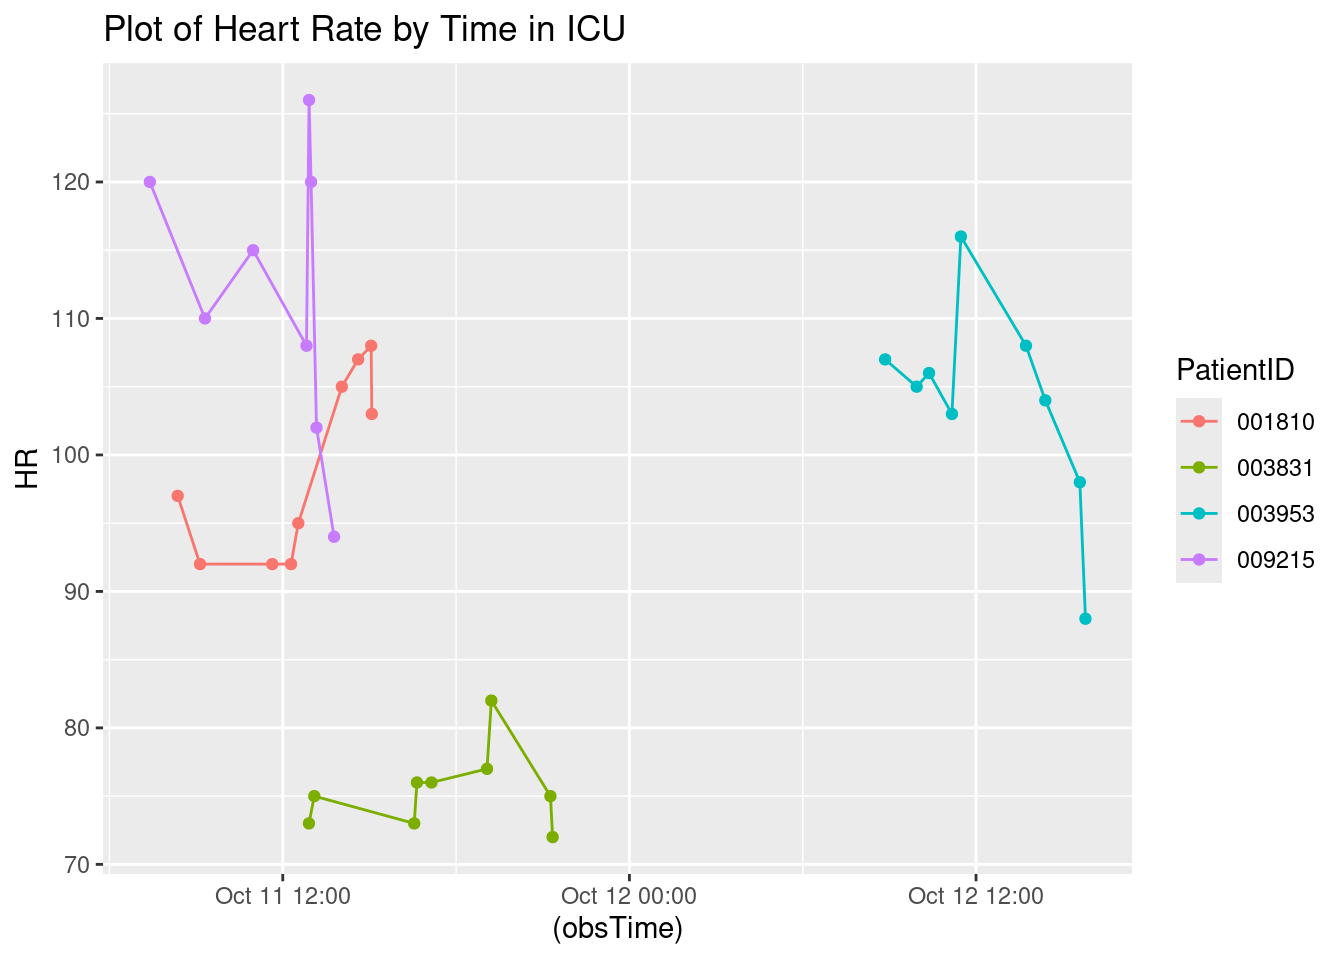 Plot of Heart Rate by Time in ICU
120
110
100
90
80
70
HR
Oct 11 12:00
Oct 12 00:00
Oct 12 12:00
(obsTime)
PatientID
001810
003831
003953
009215